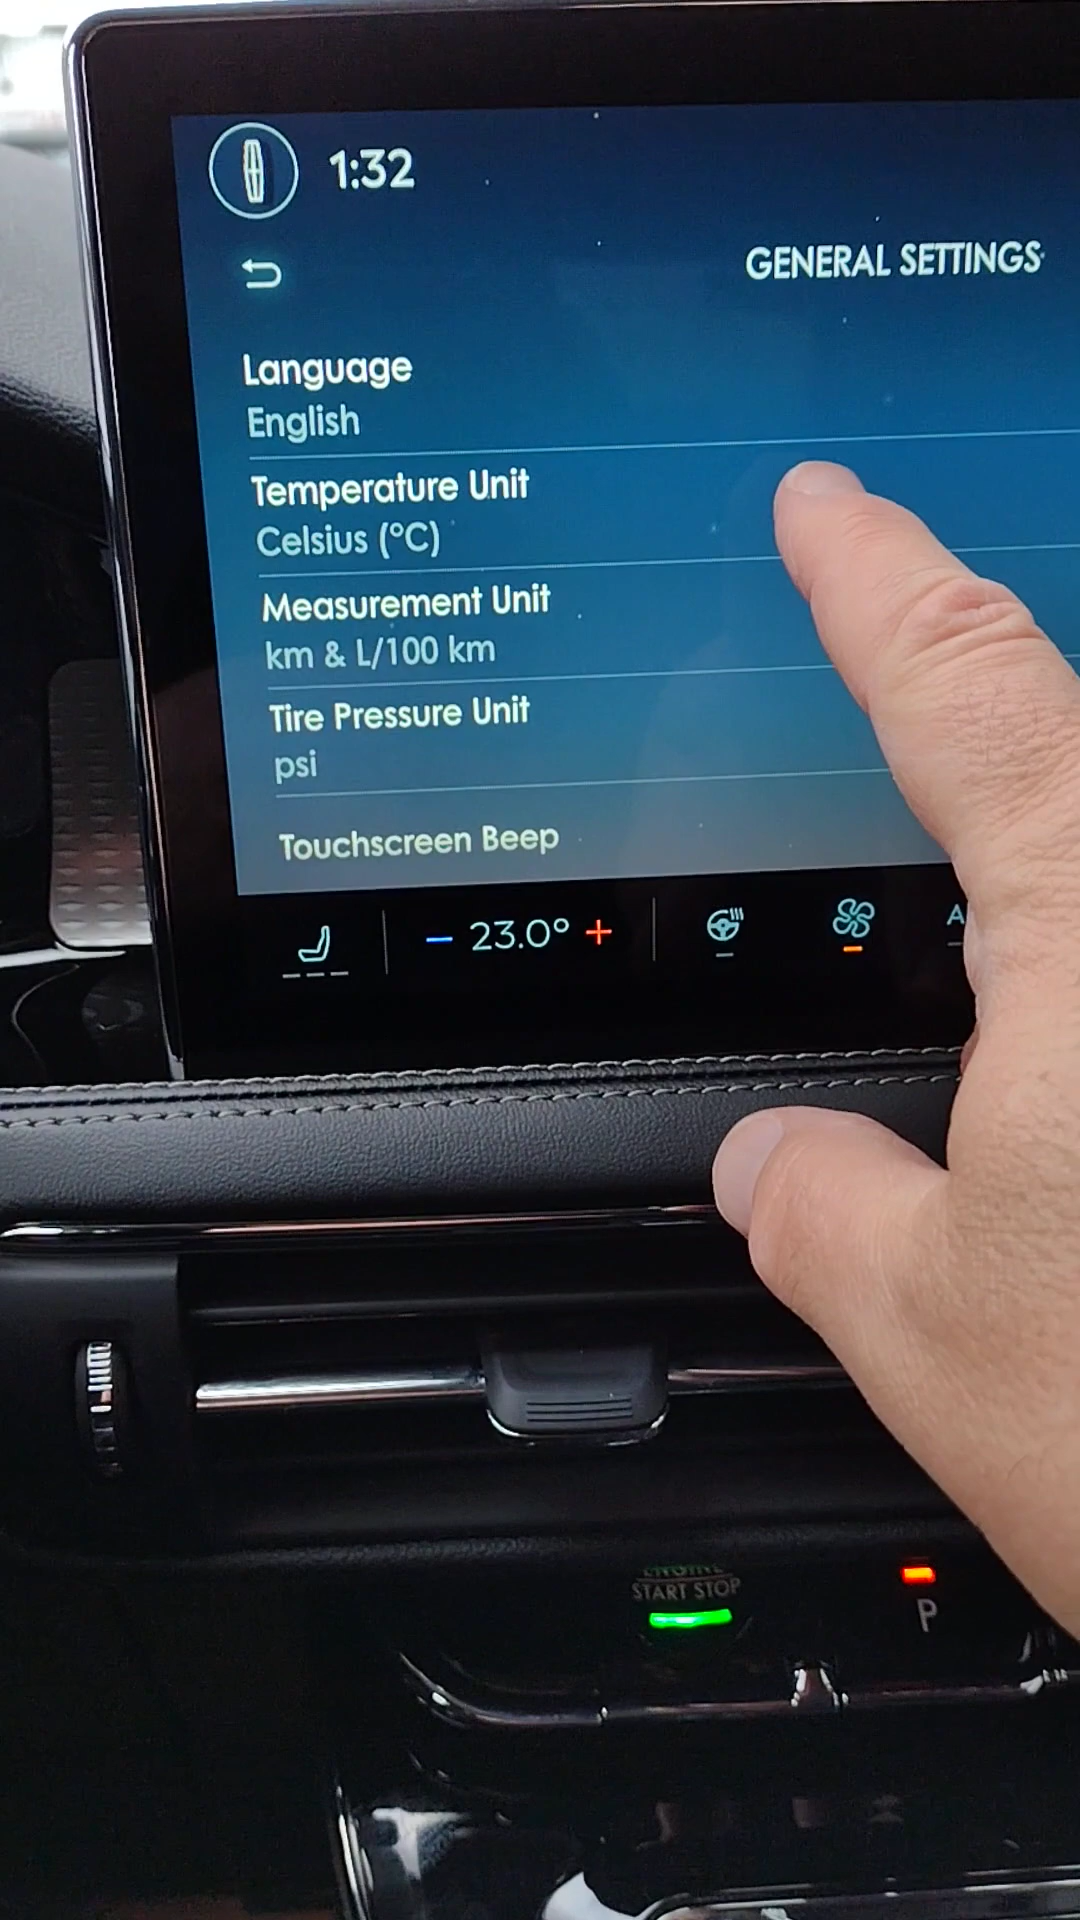 1:32
GENERAL SETTINGS
Language
English
Temperature Unit
Celsius (°C)
Measurement Unit
km & L/100 km
Tire Pressure Unit
psi
Touchscreen Beep
– 23.0° +
A
ENGINE
START STOP
P